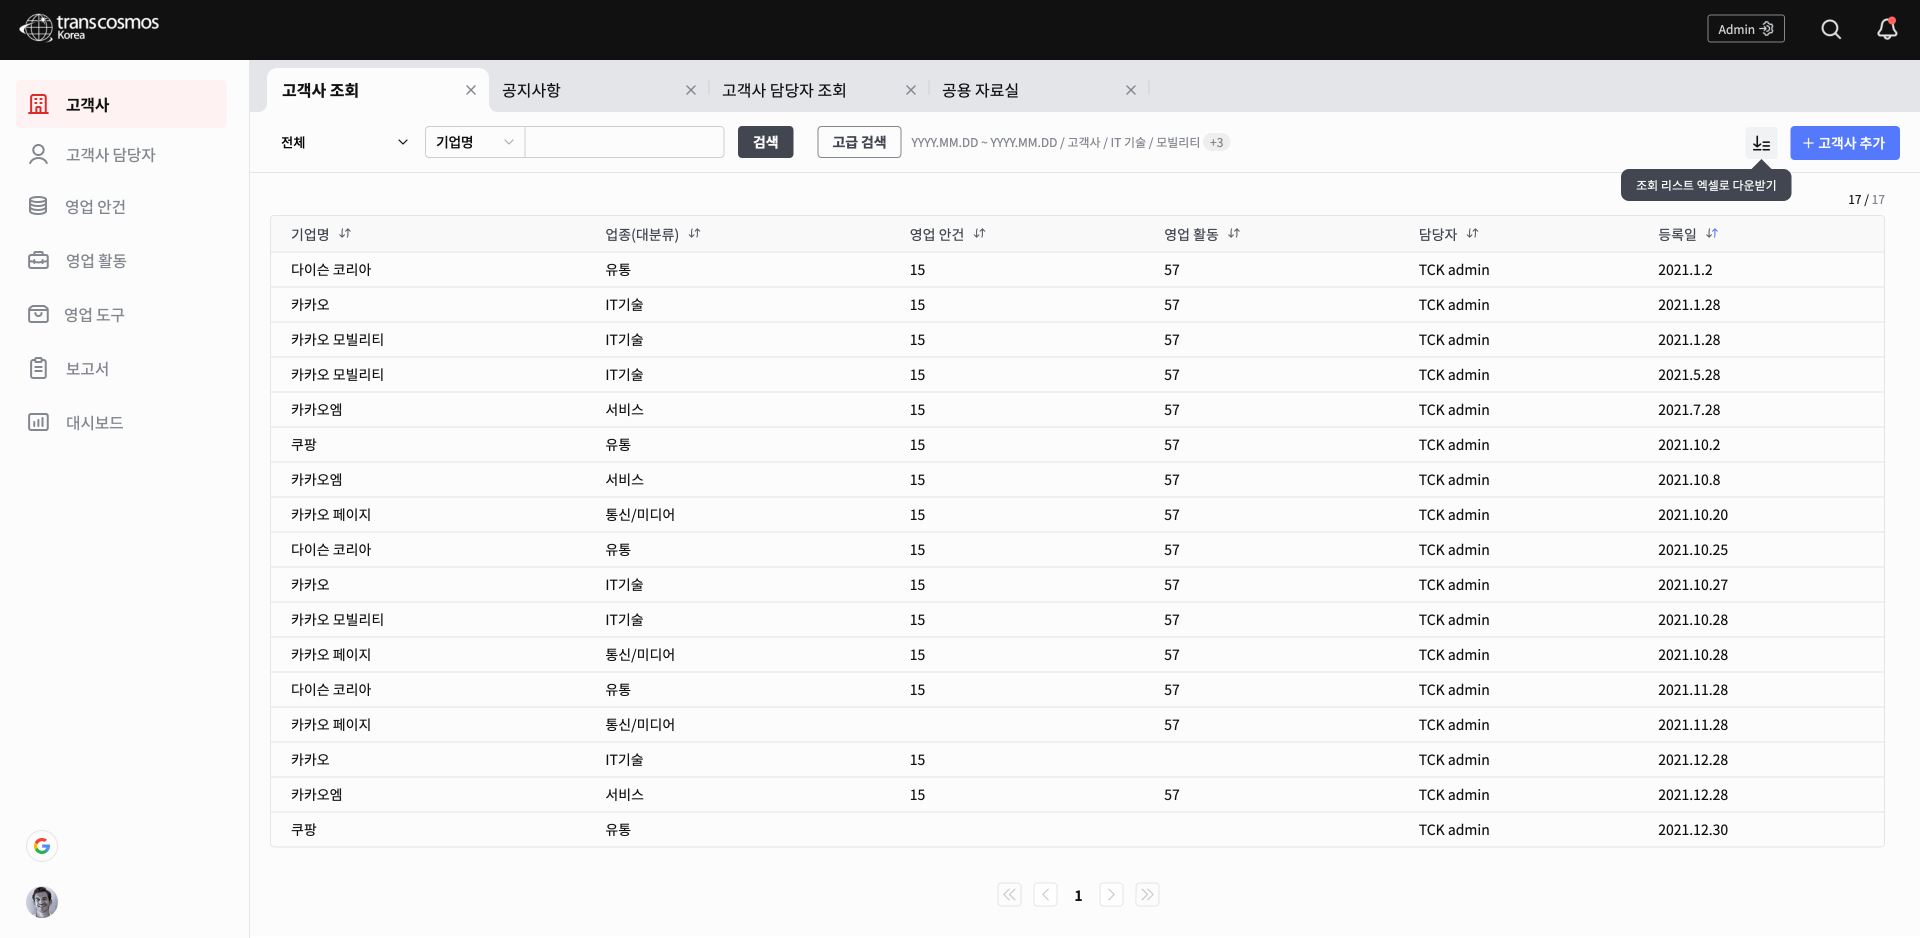 transcosmos
Korea
Admin
고객사
고객사 담당자
영업 안건
영업 활동
영업 도구
보고서
대시보드
고객사 조회
공지사항
고객사 담당자 조회
공용 자료실
전체
기업명
검색
고급 검색
YYYY.MM.DD ~ YYYY.MM.DD / 고객사 / IT 기술 / 모빌리티 +3
+ 고객사 추가
조회 리스트 엑셀로 다운받기
17 / 17
기업명 업종(대분류) 영업 안건 영업 활동 담당자 등록일
다이슨 코리아 유통 15 57 TCK admin 2021.1.2
카카오 IT기술 15 57 TCK admin 2021.1.28
카카오 모빌리티 IT기술 15 57 TCK admin 2021.1.28
카카오 모빌리티 IT기술 15 57 TCK admin 2021.5.28
카카오엠 서비스 15 57 TCK admin 2021.7.28
쿠팡 유통 15 57 TCK admin 2021.10.2
카카오엠 서비스 15 57 TCK admin 2021.10.8
카카오 페이지 통신/미디어 15 57 TCK admin 2021.10.20
다이슨 코리아 유통 15 57 TCK admin 2021.10.25
카카오 IT기술 15 57 TCK admin 2021.10.27
카카오 모빌리티 IT기술 15 57 TCK admin 2021.10.28
카카오 페이지 통신/미디어 15 57 TCK admin 2021.10.28
다이슨 코리아 유통 15 57 TCK admin 2021.11.28
카카오 페이지 통신/미디어 57 TCK admin 2021.11.28
카카오 IT기술 15 TCK admin 2021.12.28
카카오엠 서비스 15 57 TCK admin 2021.12.28
쿠팡 유통 TCK admin 2021.12.30
1